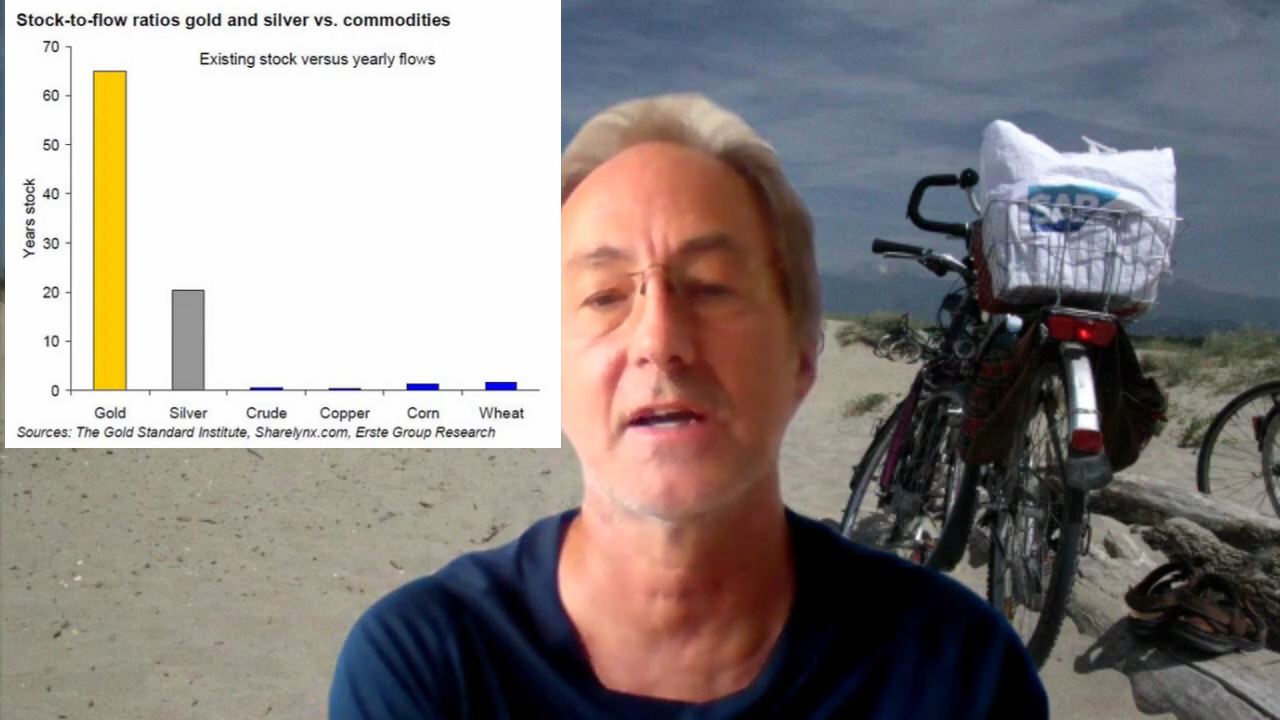 Stock-to-flow ratios gold and silver vs. commodities
Existing stock versus yearly flows
70
60
50
40
30
20
10
0
Years stock
Gold Silver Crude Copper Corn Wheat
Sources: The Gold Standard Institute, Sharelynx.com, Erste Group Research
SAP